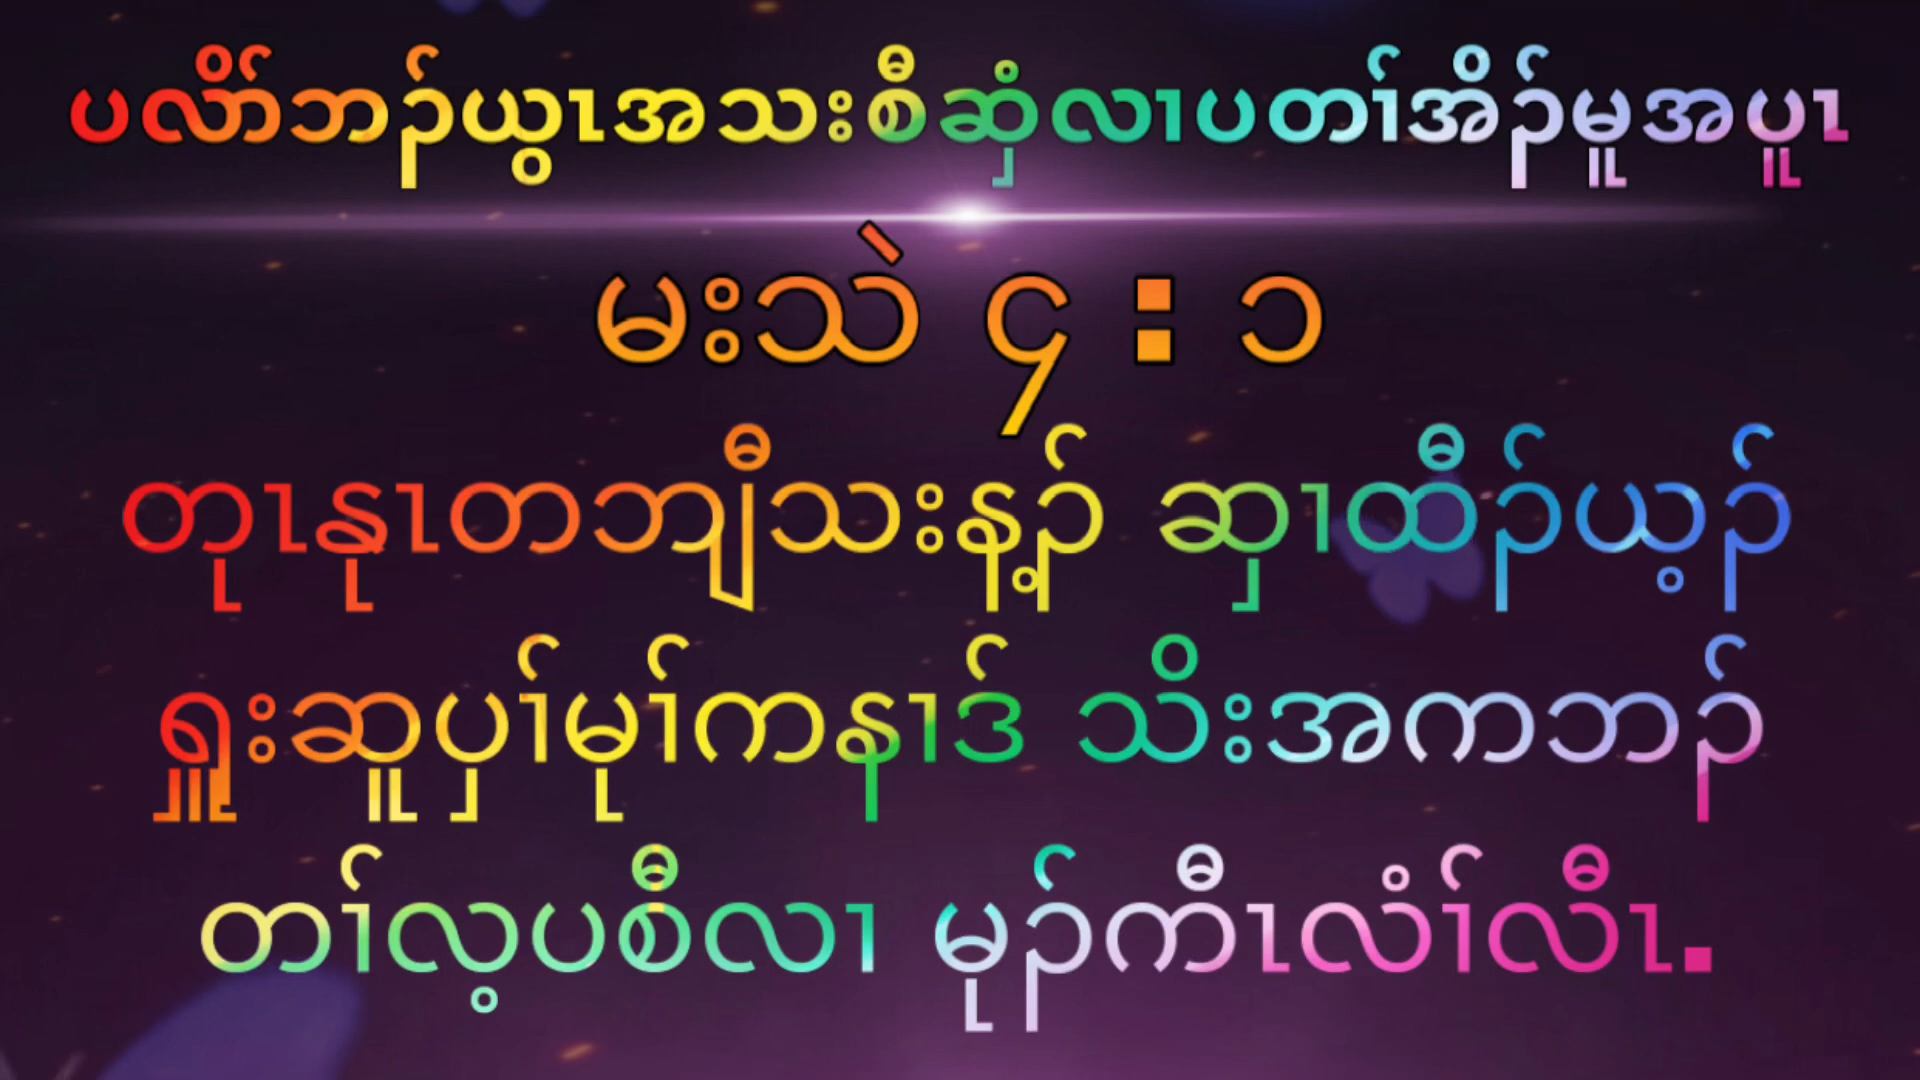 ပလိာ်ဘၣ်ယွၤအသးစီဆှံလၢပတၢ်အိၣ်မူအပူၤ
မးသဲ ၄ : ၁
တုၤနုၤတဘျီသးန့ၣ် ဆှၢထီၣ်ယ့ၣ်
ရှူးဆူပှၢ်မုၢ်ကနၢဒ် သိးအကဘၣ်
တၢ်လ့ပစီလၢ မုၣ်ကီၤလံၢ်လီၤ.